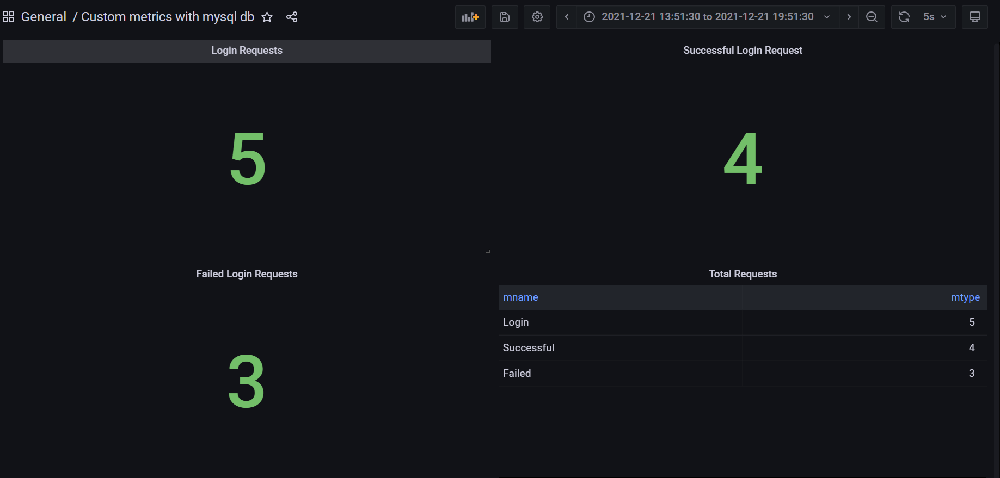 General / Custom metrics with mysql db
2021-12-21 13:51:30 to 2021-12-21 19:51:30
5s
Login Requests
5
Successful Login Request
4
Failed Login Requests
3
Total Requests
mname mtype
Login 5
Successful 4
Failed 3